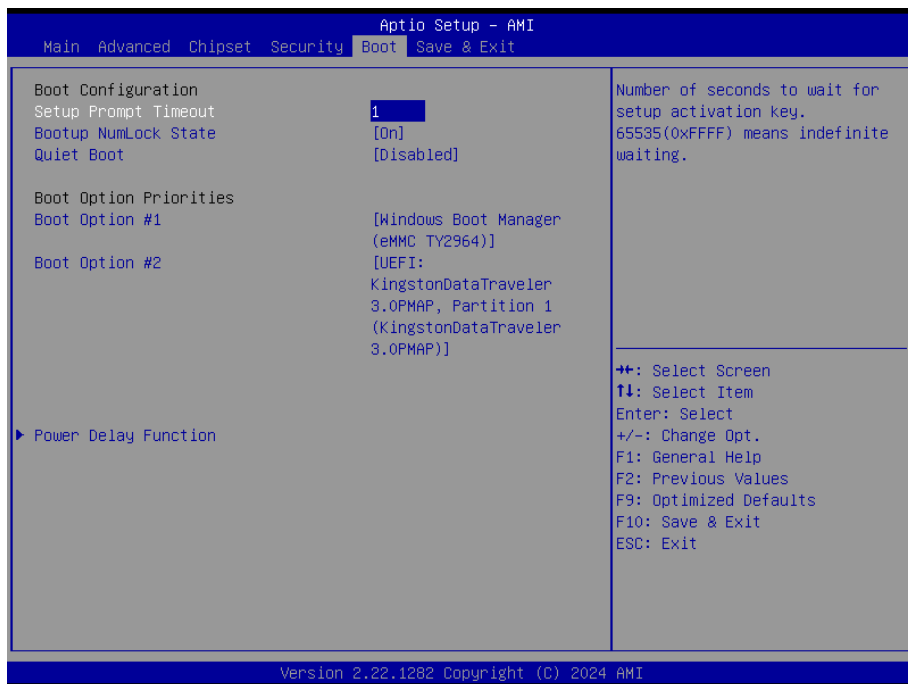 Aptio Setup - AMI
Main Advanced Chipset Security Boot Save & Exit
Boot Configuration
Setup Prompt Timeout 1
Bootup NumLock State [On]
Quiet Boot [Disabled]
Boot Option Priorities
Boot Option #1 [Windows Boot Manager
(eMMC TY2964)]
Boot Option #2 [UEFI:
KingstonDataTraveler
3.0PMAP, Partition 1
(KingstonDataTraveler
3.0PMAP)]
Power Delay Function
Number of seconds to wait for
setup activation key.
65535(0xFFFF) means indefinite
waiting.
→←: Select Screen
↑↓: Select Item
Enter: Select
+/-: Change Opt.
F1: General Help
F2: Previous Values
F9: Optimized Defaults
F10: Save & Exit
ESC: Exit
Version 2.22.1282 Copyright (C) 2024 AMI